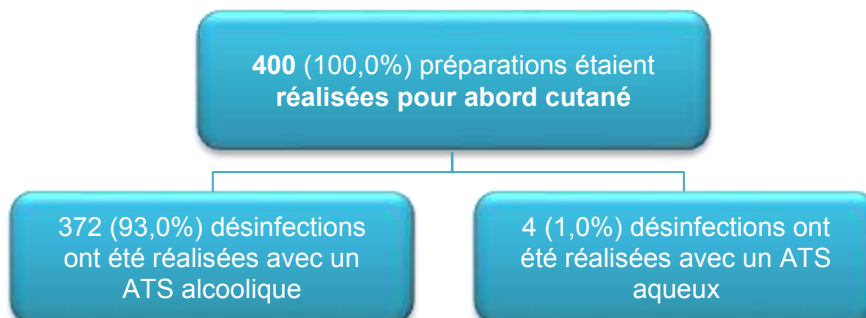 400 (100,0%) préparations étaient
réalisées pour abord cutané
372 (93,0%) désinfections
ont été réalisées avec un
ATS alcoolique
4 (1,0%) désinfections ont
été réalisées avec un ATS
aqueux